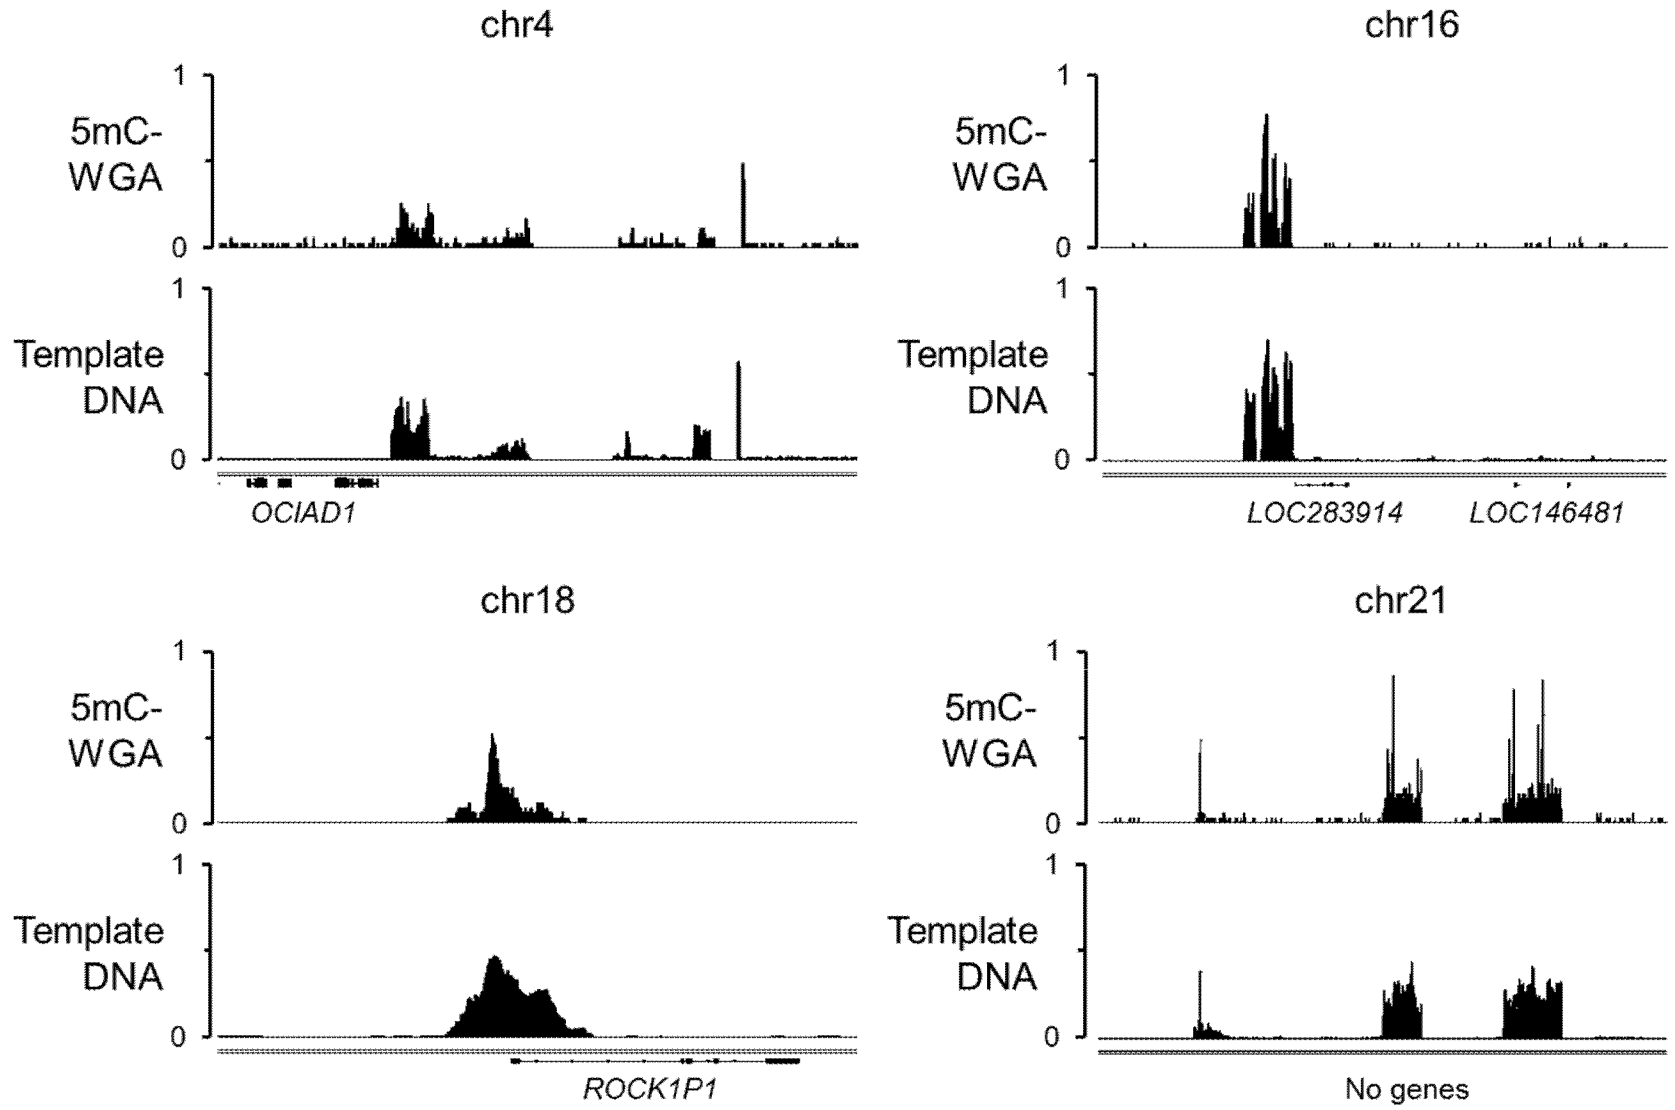 chr4
1
5mC-
WGA
0
1
Template
DNA
0
OCIAD1
chr16
1
5mC-
WGA
0
1
Template
DNA
0
LOC283914 LOC146481
chr18
1
5mC-
WGA
0
1
Template
DNA
0
ROCK1P1
chr21
1
5mC-
WGA
0
1
Template
DNA
0
No genes